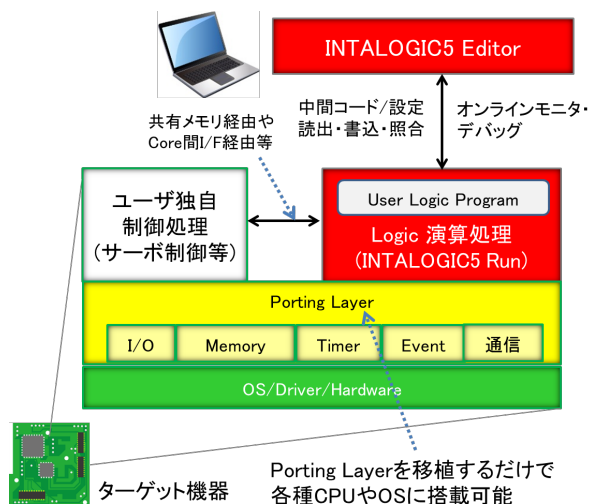 INTALOGIC5 Editor
共有メモリ経由や
Core間I/F経由等
中間コード/設定
読出・書込・照合
オンラインモニタ・
デバッグ
ユーザ独自
制御処理
(サーボ制御等)
User Logic Program
Logic 演算処理
(INTALOGIC5 Run)
Porting Layer
I/O Memory Timer Event 通信
OS/Driver/Hardware
ターゲット機器
Porting Layerを移植するだけで
各種CPUやOSに搭載可能